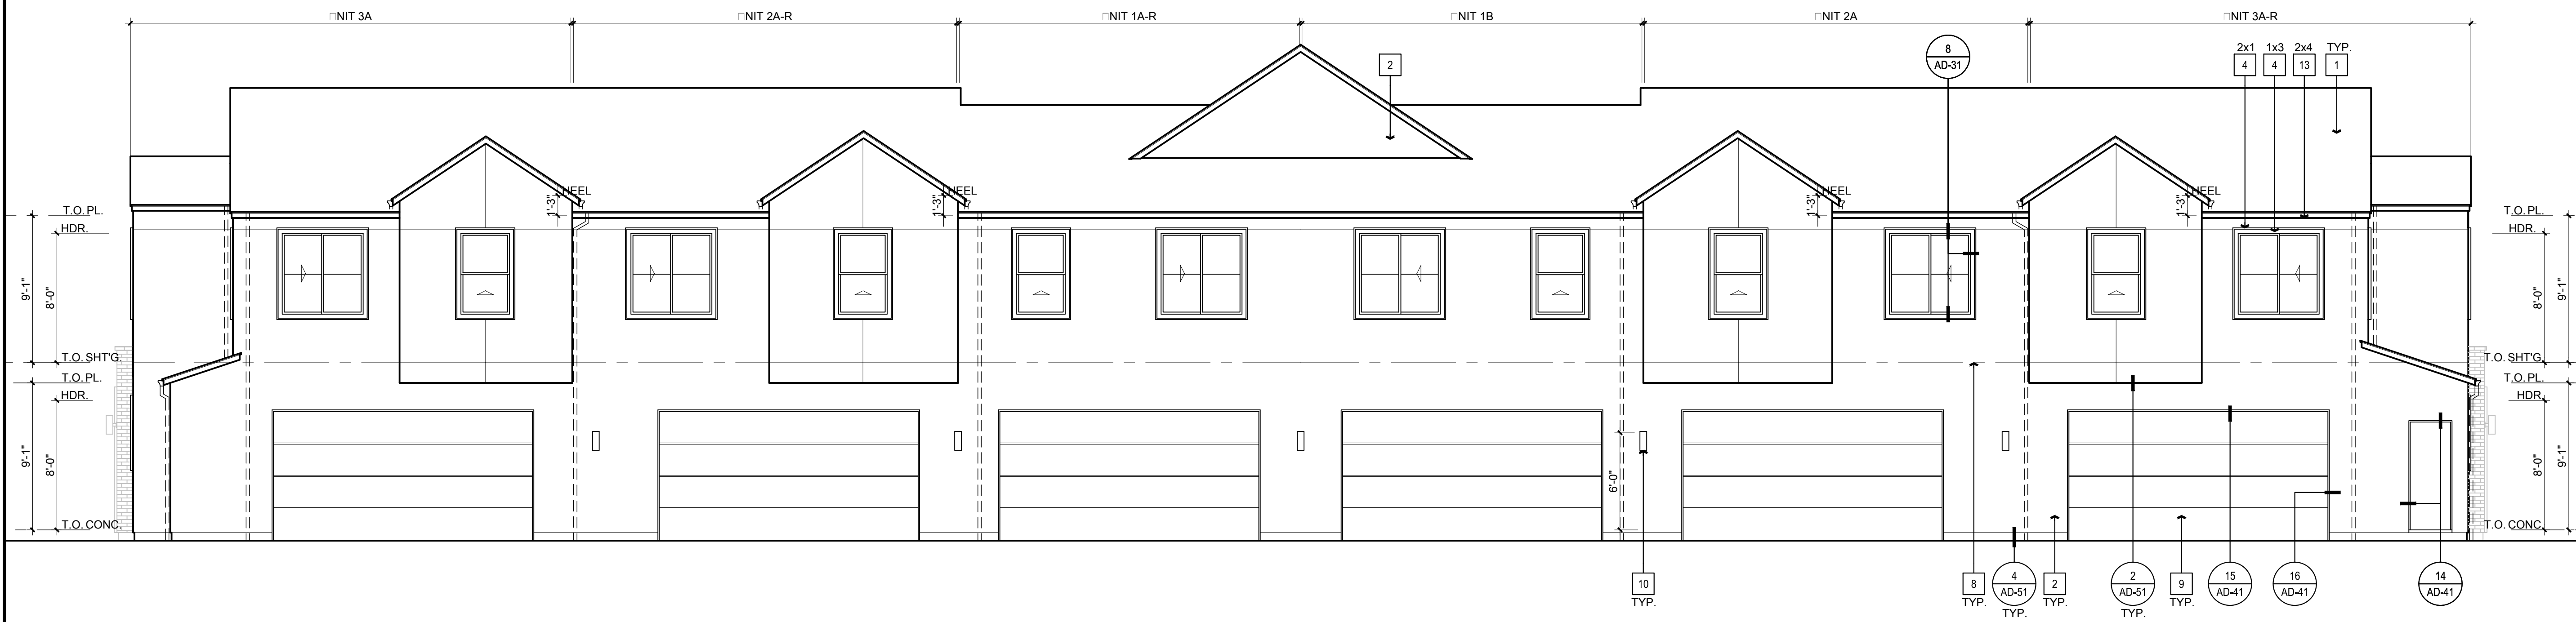 □NIT 3A
□NIT 2A-R
□NIT 1A-R
□NIT 1B
□NIT 2A
□NIT 3A-R
2
8
AD-31
2x1 1x3 2x4 TYP.
4 4 13 1
HEEL
1'-3"
HEEL
1'-3"
HEEL
1'-3"
HEEL
1'-3"
T.O. PL.
HDR.
9'-1"
8'-0"
T.O. SHT'G.
T.O. PL.
HDR.
9'-1"
8'-0"
T.O. CONC.
6'-0"
T.O. PL.
HDR.
8'-0"
9'-1"
T.O. SHT'G
T.O. PL.
HDR.
8'-0"
9'-1"
T.O. CONC.
10
TYP.
8
TYP.
4
AD-51
TYP.
2
TYP.
2
AD-51
TYP.
9
TYP.
15
AD-41
16
AD-41
14
AD-41